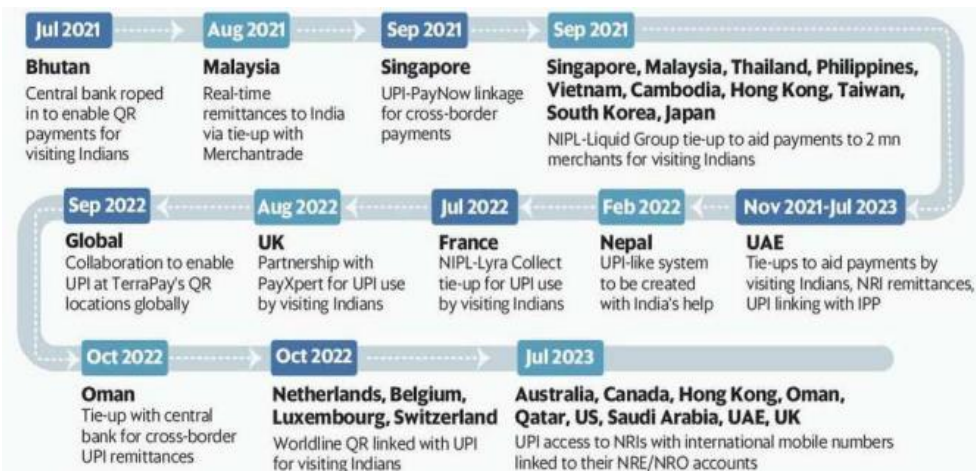 Jul 2021
Aug 2021
Sep 2021
Sep 2021
Bhutan
Central bank roped
in to enable QR
payments for
visiting Indians
Malaysia
Real-time
remittances to India
via tie-up with
Merchantrade
Singapore
UPI-PayNow linkage
for cross-border
payments
Singapore, Malaysia, Thailand, Philippines,
Vietnam, Cambodia, Hong Kong, Taiwan,
South Korea, Japan
NIPL-Liquid Group tie-up to aid payments to 2 mn
merchants for visiting Indians
Sep 2022
Aug 2022
Jul 2022
Feb 2022
Nov 2021-Jul 2023
Global
Collaboration to enable
UPI at TerraPay's QR
locations globally
UK
Partnership with
PayXpert for UPI use
by visiting Indians
France
NIPL-Lyra Collect
tie-up for UPI use
by visiting Indians
Nepal
UPI-like system
to be created
with India's help
UAE
Tie-ups to aid payments by
visiting Indians, NRI remittances,
UPI linking with IPP
Oct 2022
Oct 2022
Jul 2023
Oman
Tie-up with central
bank for cross-border
UPI remittances
Netherlands, Belgium,
Luxembourg, Switzerland
Worldline QR linked with UPI
for visiting Indians
Australia, Canada, Hong Kong, Oman,
Qatar, US, Saudi Arabia, UAE, UK
UPI access to NRIs with international mobile numbers
linked to their NRE/NRO accounts